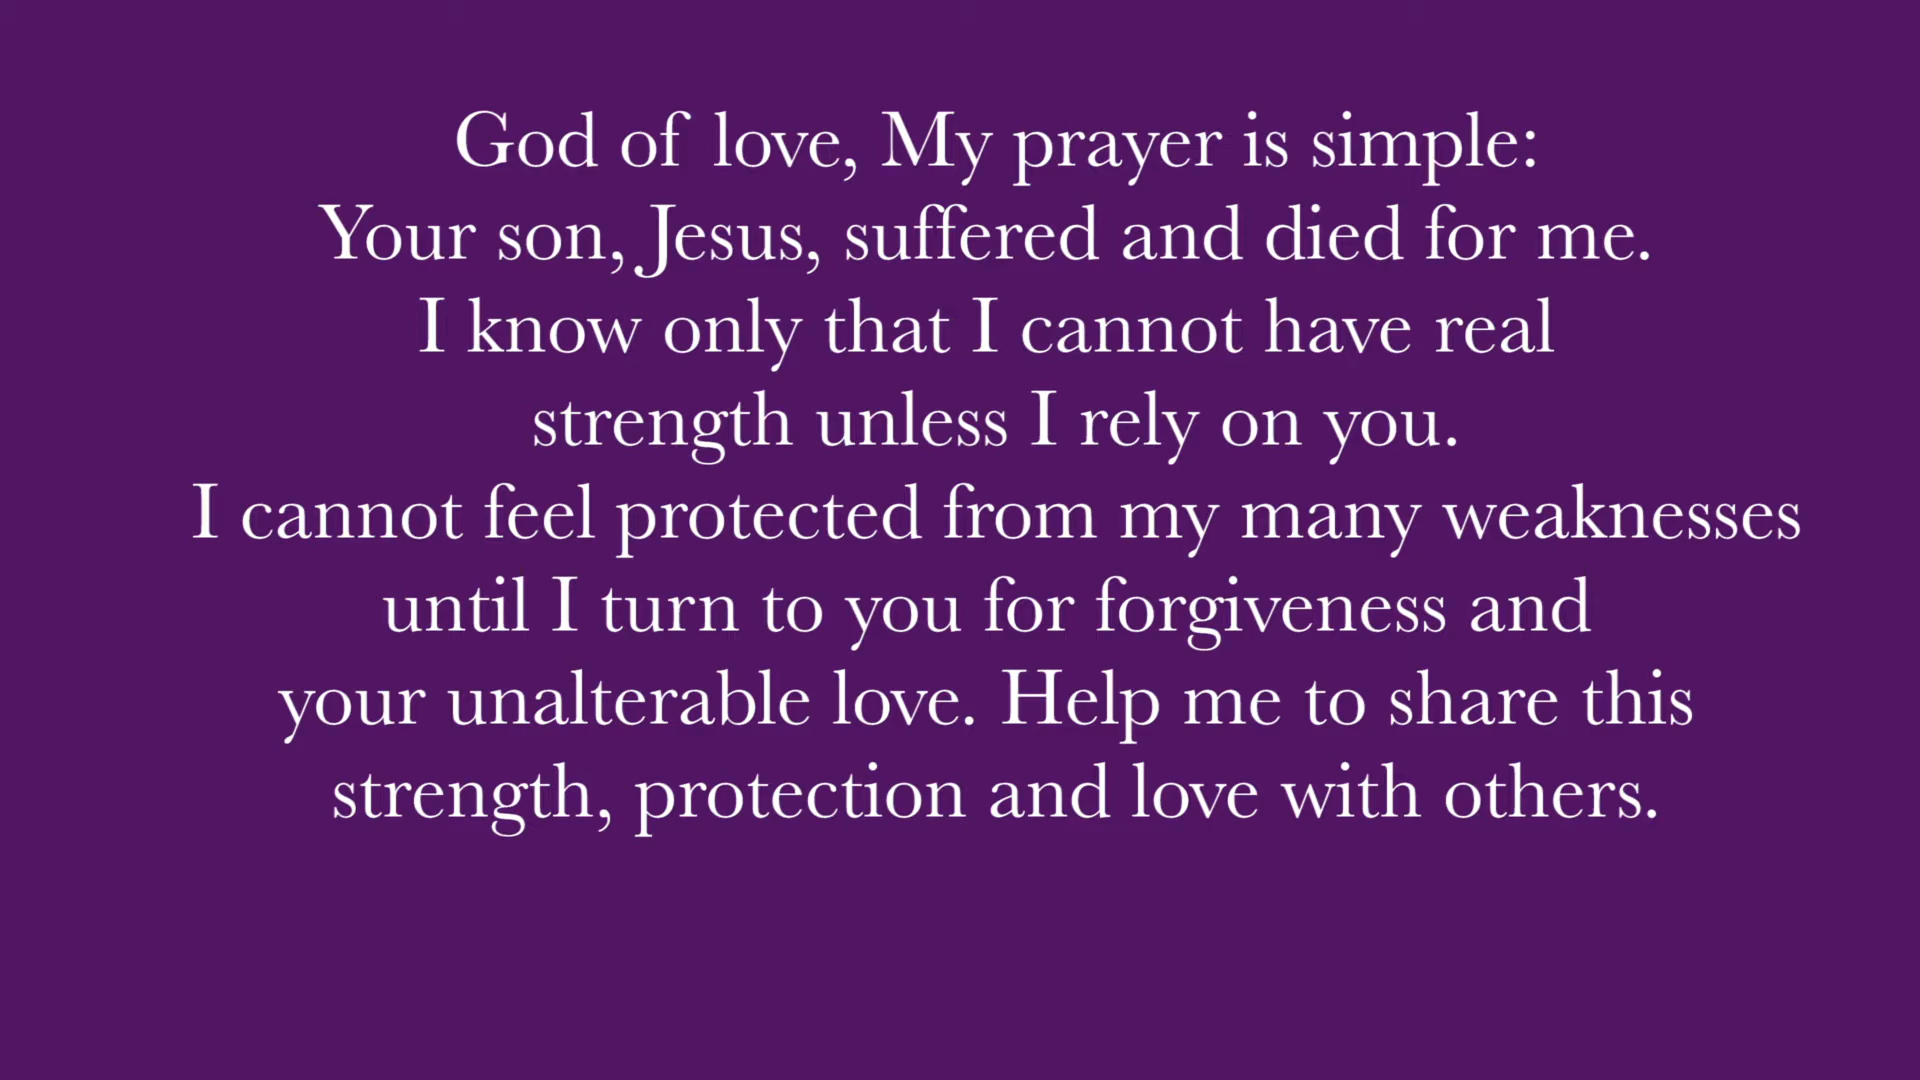 God of love, My prayer is simple:
Your son, Jesus, suffered and died for me.
I know only that I cannot have real
strength unless I rely on you.
I cannot feel protected from my many weaknesses
until I turn to you for forgiveness and
your unalterable love. Help me to share this
strength, protection and love with others.